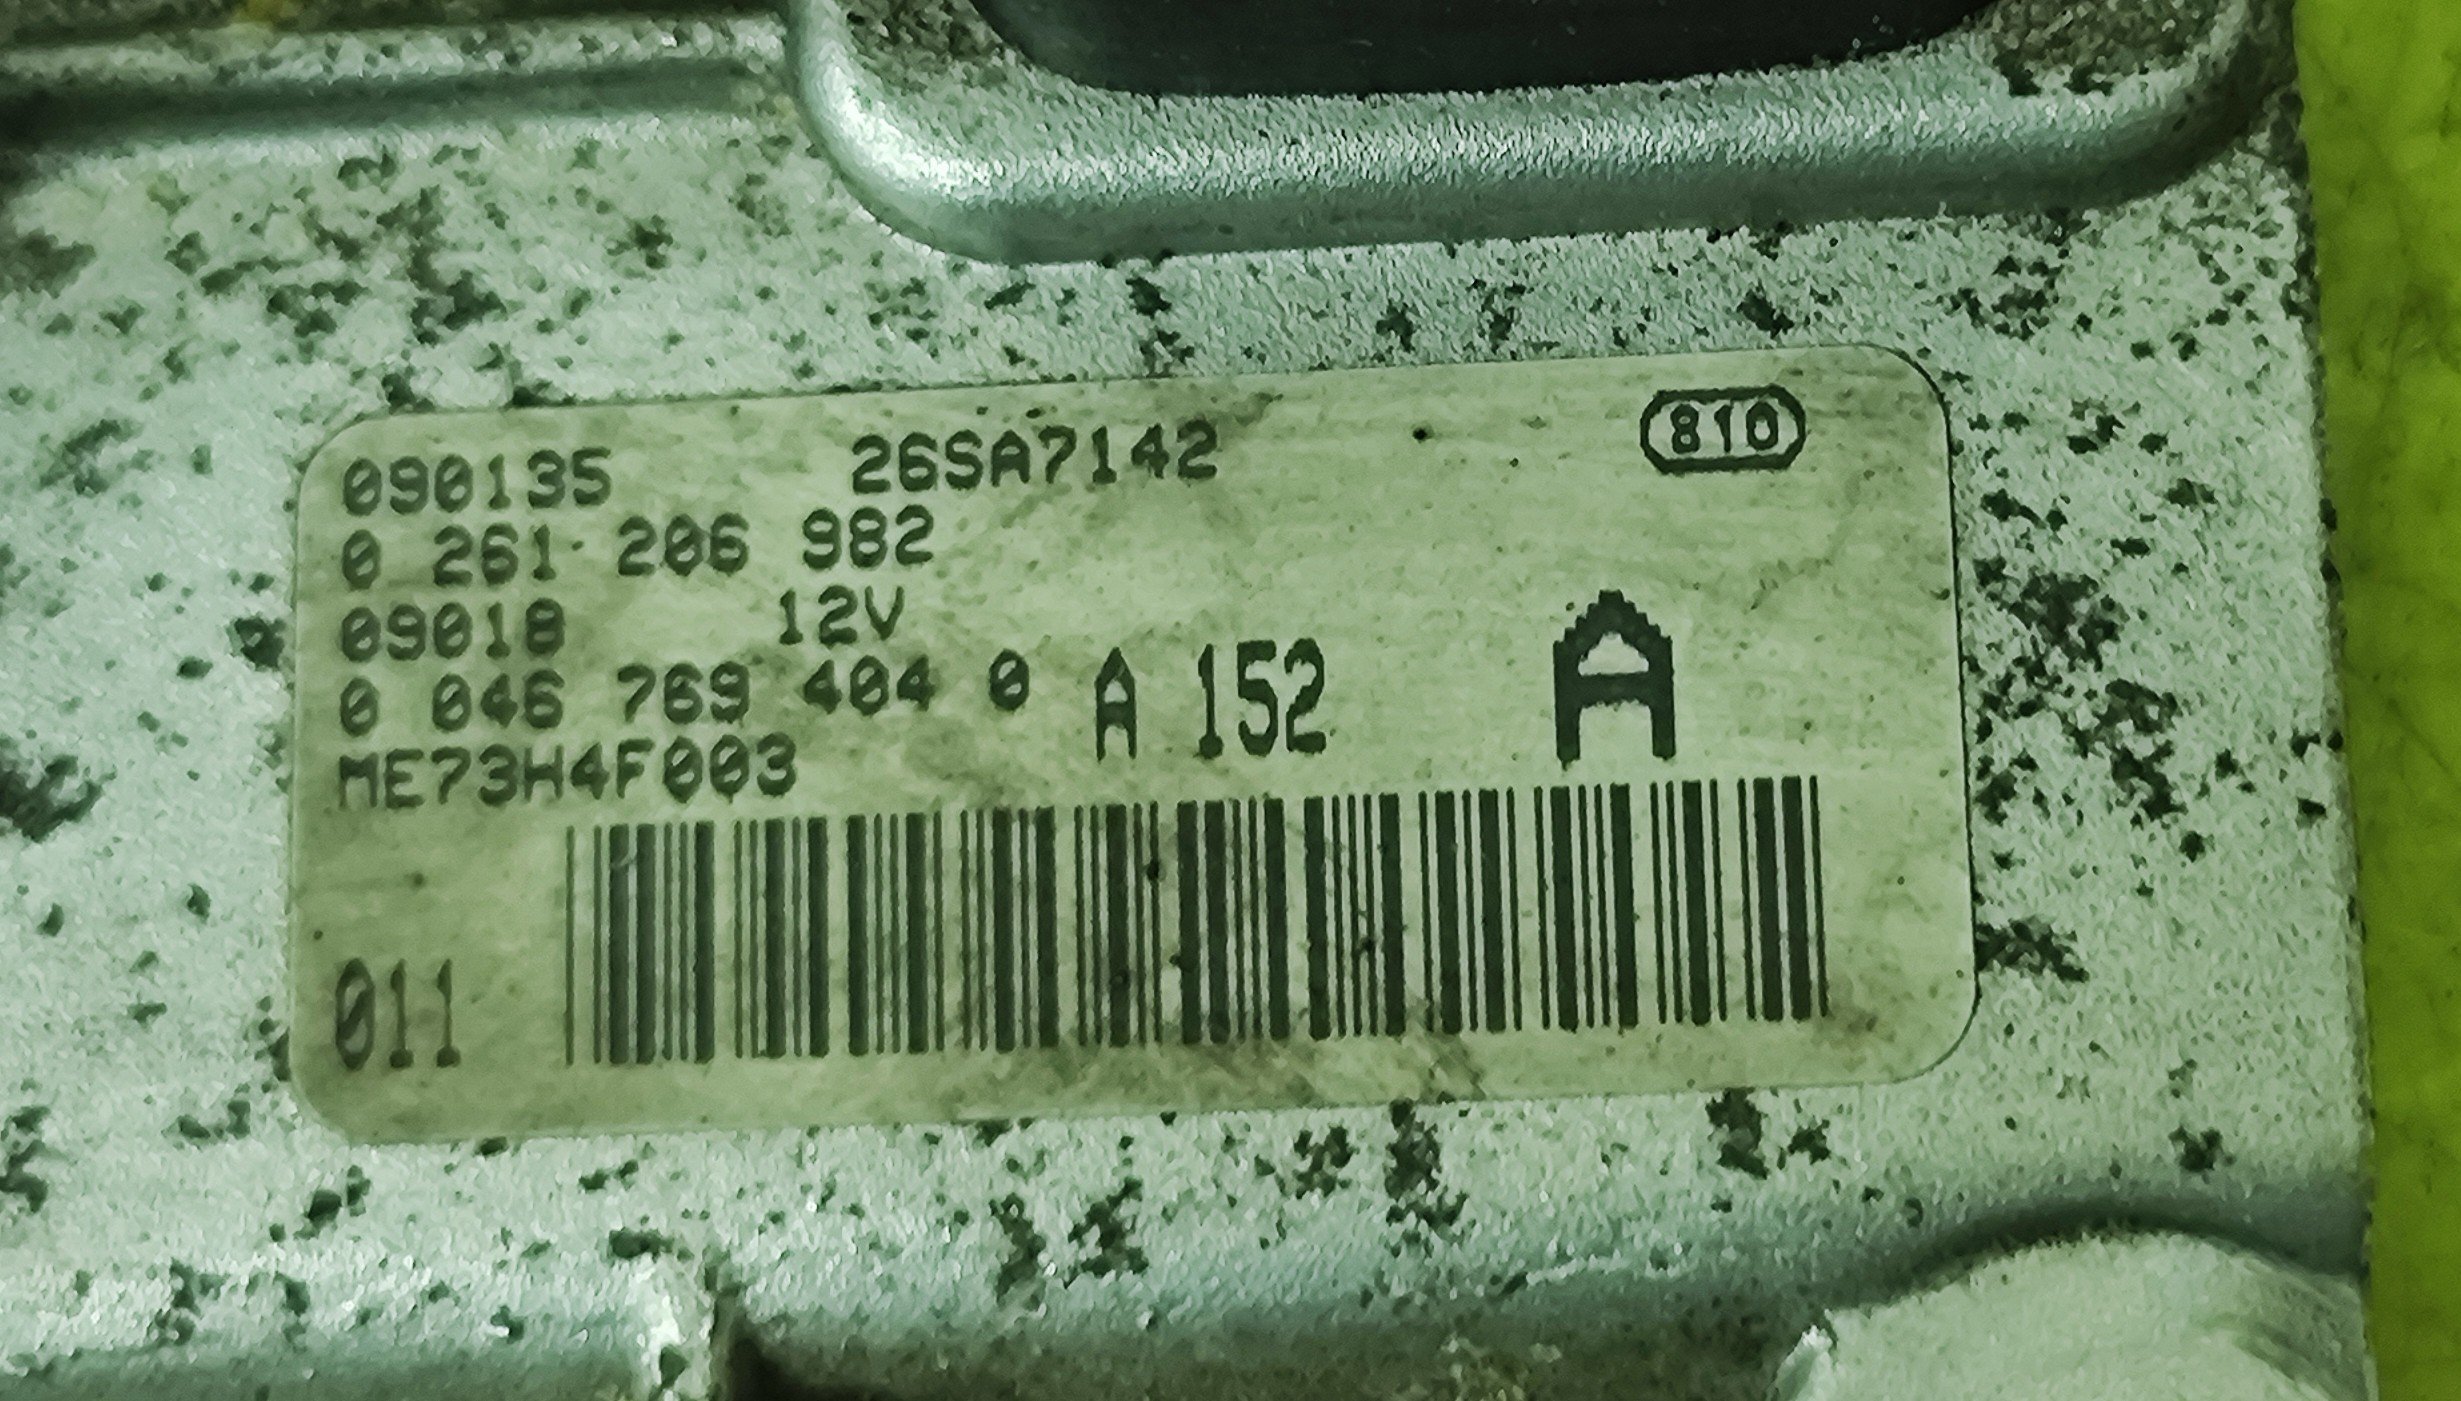 090135 26SA7142 810
0 261 206 982
09018 12V
0 046 769 404 0 A 152 A
ME73H4F003
011